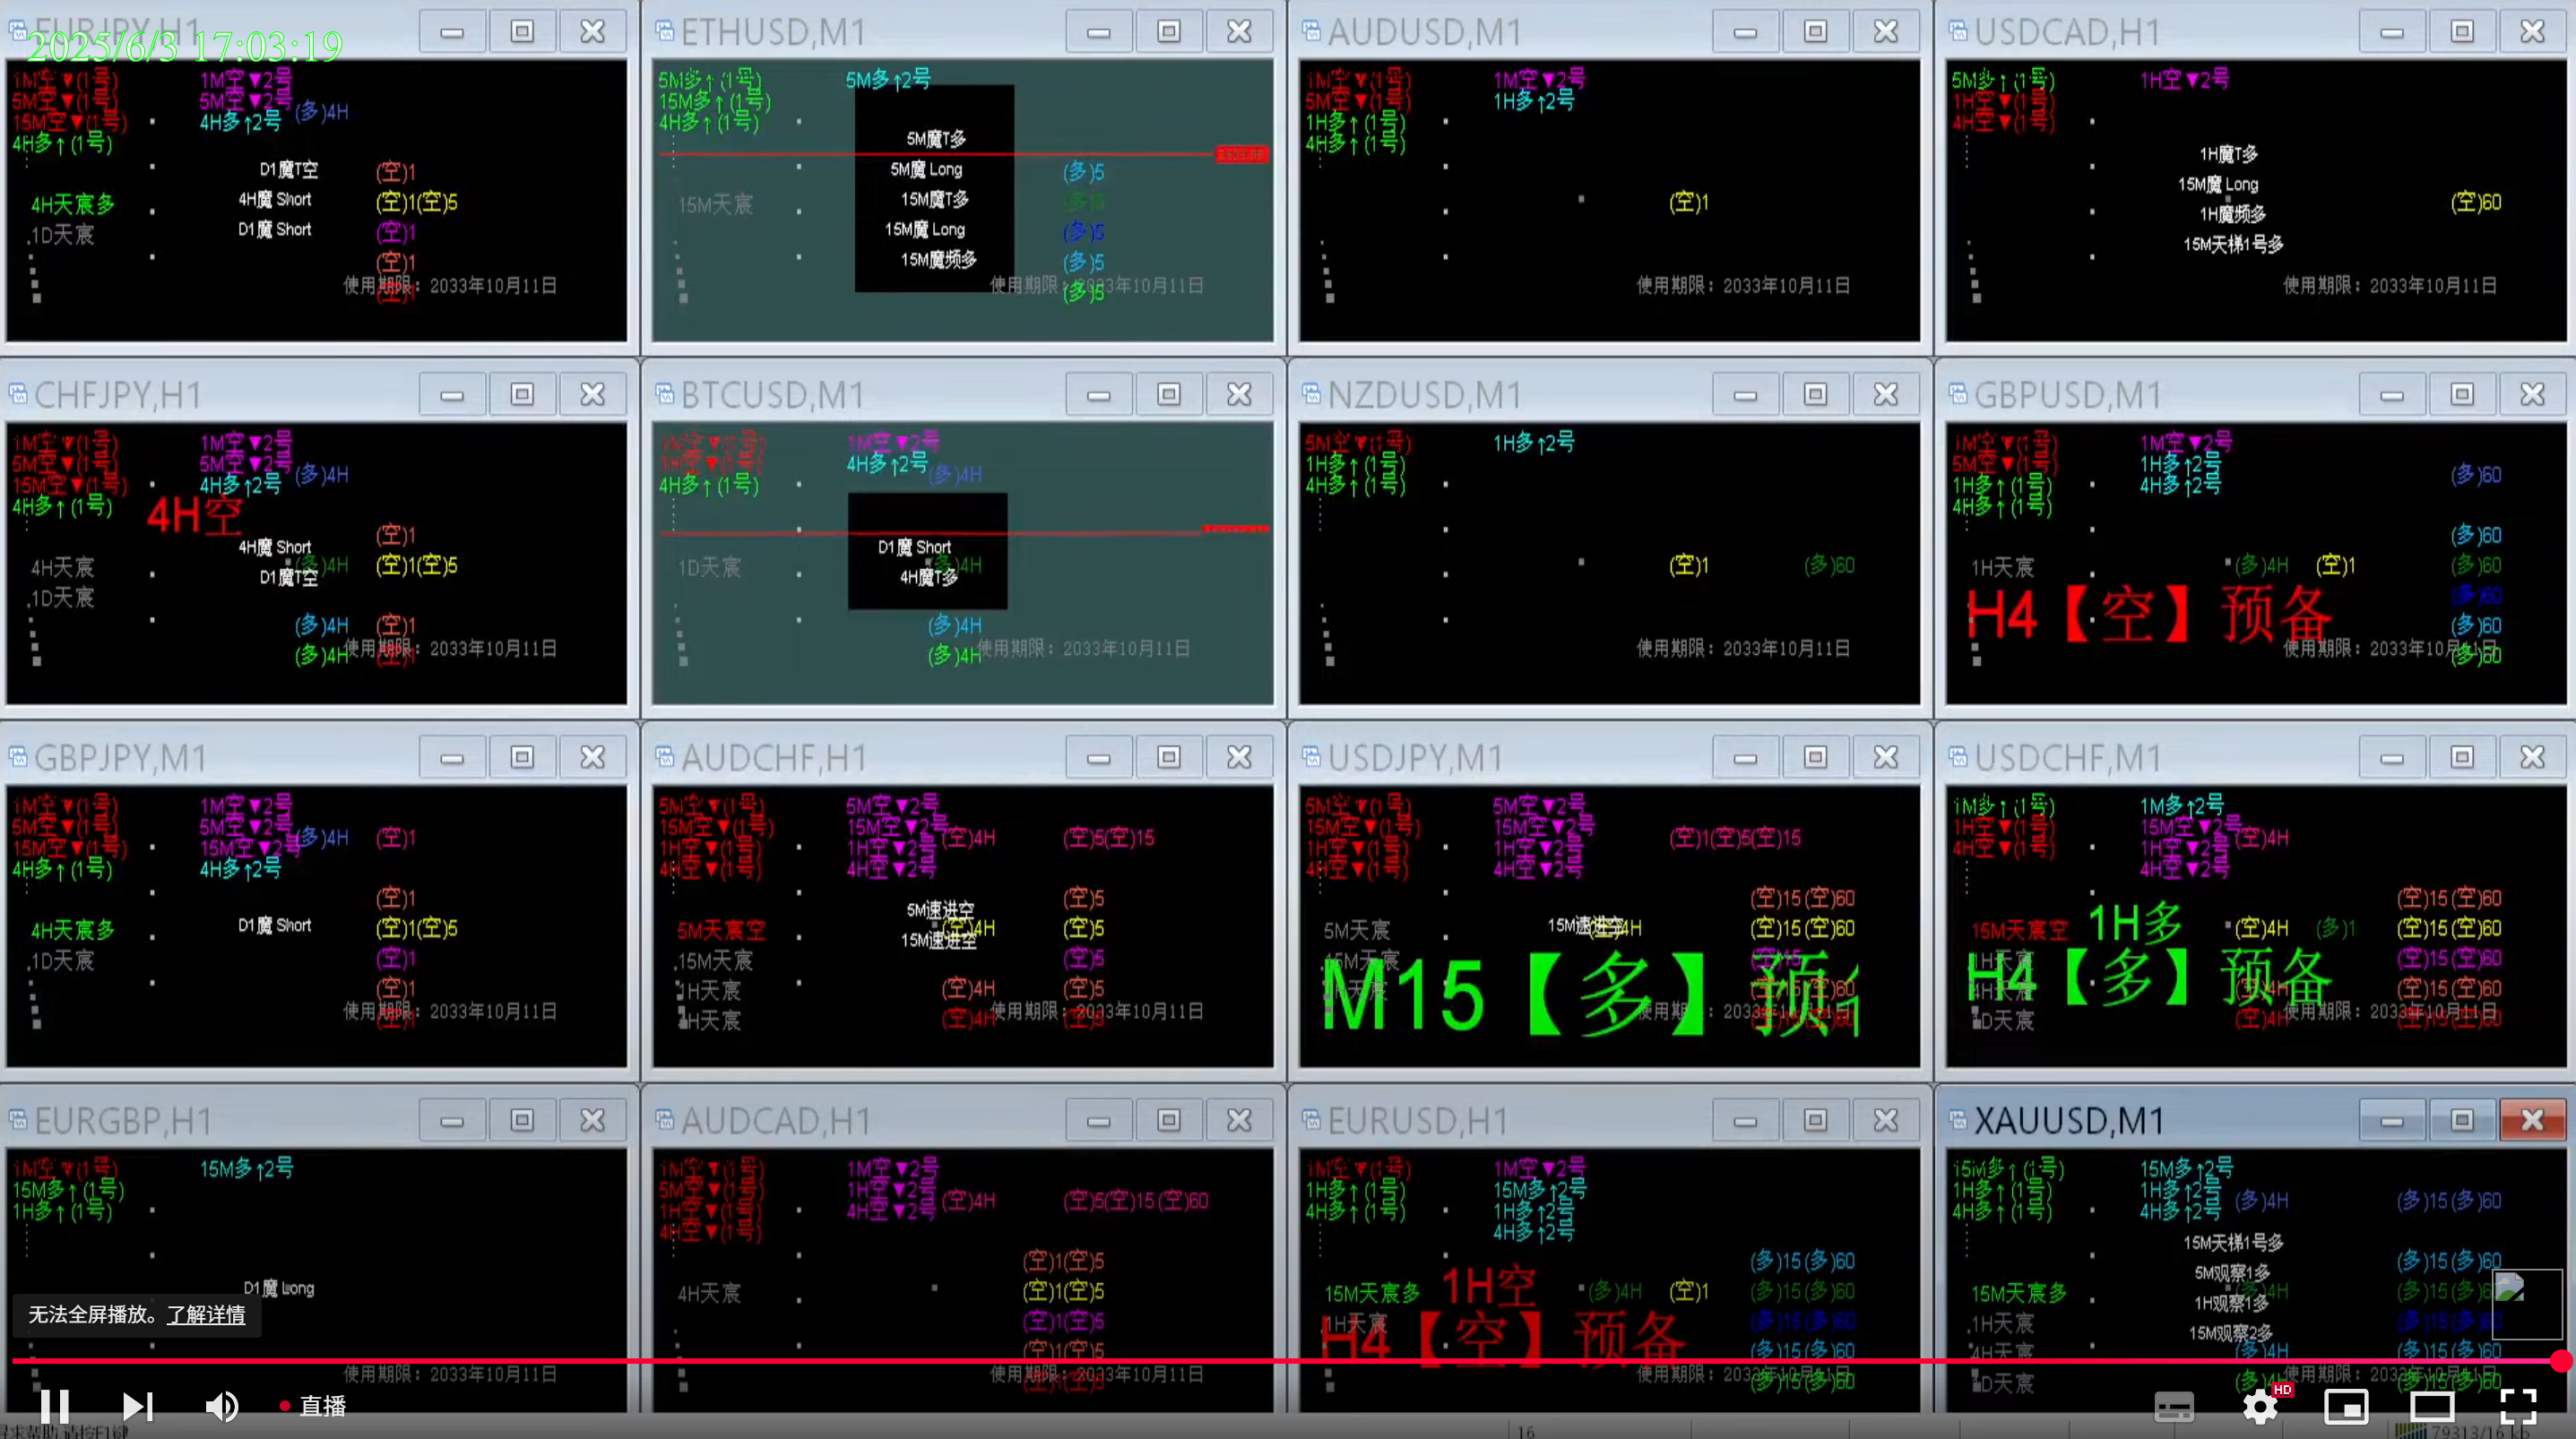 EURJPY,H1
2025/6/3 17:03:19
1M空▼(1号)
5M空▼(1号)
15M空▼(1号)
4H多↑(1号)
1M空▼2号
5M空▼2号
4H多↑2号
(多)4H
D1魔T空
4H魔 Short
D1魔 Short
4H天宸多
.1D天宸
(空)1
(空)1(空)5
(空)1
(空)1
使用期限：2033年10月11日
ETHUSD,M1
5M多↑(1号)
15M多↑(1号)
4H多↑(1号)
5M多↑2号
5M魔T多
5M魔 Long
15M魔T多
15M魔 Long
15M魔频多
15M天宸
(多)5
(多)5
(多)5
(多)5
(多)5
使用期限：2033年10月11日
AUDUSD,M1
1M空▼(1号)
5M空▼(1号)
1H多↑(1号)
4H多↑(1号)
1M空▼2号
1H多↑2号
(空)1
使用期限：2033年10月11日
USDCAD,H1
5M多↑(1号)
1H空▼(1号)
4H空▼(1号)
1H空▼2号
1H魔T多
15M魔 Long
1H魔频多
15M天梯1号多
(空)60
使用期限：2033年10月11日
CHFJPY,H1
1M空▼(1号)
5M空▼(1号)
15M空▼(1号)
4H多↑(1号)
1M空▼2号
5M空▼2号
4H多↑2号
(多)4H
4H空
4H魔 Short
D1魔T空
(多)4H
4H天宸
.1D天宸
(空)1
(空)1(空)5
(多)4H
(空)1
(多)4H
使用期限：2033年10月11日
BTCUSD,M1
1M空▼(1号)
1H空▼(1号)
4H多↑(1号)
1M空▼2号
4H多↑2号
(多)4H
D1魔 Short
4H魔T多
(多)4H
1D天宸
(多)4H
(多)4H
使用期限：2033年10月11日
NZDUSD,M1
5M空▼(1号)
1H多↑(1号)
4H多↑(1号)
1H多↑2号
(空)1
(多)60
使用期限：2033年10月11日
GBPUSD,M1
1M空▼(1号)
5M空▼(1号)
1H多↑(1号)
4H多↑(1号)
1M空▼2号
1H多↑2号
4H多↑2号
(多)60
(多)60
1H天宸
(多)4H
(空)1
(多)60
(多)60
H4【空】预备
(多)60
(多)60
使用期限：2033年10月11日
GBPJPY,M1
1M空▼(1号)
5M空▼(1号)
15M空▼(1号)
4H多↑(1号)
1M空▼2号
5M空▼2号
15M空▼2号
4H多↑2号
(多)4H
(空)1
(空)1
D1魔 Short
4H天宸多
.1D天宸
(空)1(空)5
(空)1
(空)1
使用期限：2033年10月11日
AUDCHF,H1
5M空▼(1号)
15M空▼(1号)
1H空▼(1号)
4H空▼(1号)
5M空▼2号
15M空▼2号
1H空▼2号
4H空▼2号
(空)4H
(空)5(空)15
5M速进空
15M速进空
(空)4H
5M天宸空
.15M天宸
1H天宸
4H天宸
(空)5
(空)5
(空)5
(空)4H
(空)5
(空)4H
使用期限：2033年10月11日
USDJPY,M1
5M空▼(1号)
15M空▼(1号)
1H空▼(1号)
4H空▼(1号)
5M空▼2号
15M空▼2号
1H空▼2号
4H空▼2号
(空)1(空)5(空)15
(空)15(空)60
15M速进空
(空)4H
(空)15(空)60
5M天宸
.15M天宸
M15【多】预
USDCHF,M1
1M多↑(1号)
1H空▼(1号)
4H空▼(1号)
1M多↑2号
15M空▼2号
1H空▼2号
4H空▼2号
(空)4H
(空)15(空)60
15M天宸空
1H多
(空)4H
(多)1
(空)15(空)60
(空)15(空)60
1H天宸
H4【多】预备
(空)15(空)60
(空)4H
1D天宸
使用期限：2033年10月11日
EURGBP,H1
1M空▼(1号)
15M多↑(1号)
1H多↑(1号)
15M多↑2号
D1魔 Long
使用期限：2033年10月11日
AUDCAD,H1
1M空▼(1号)
5M空▼(1号)
1H空▼(1号)
4H空▼(1号)
1M空▼2号
1H空▼2号
4H空▼2号
(空)4H
(空)5(空)15(空)60
4H天宸
(空)1(空)5
(空)1(空)5
(空)1(空)5
(空)1(空)5
使用期限：2033年10月11日
EURUSD,H1
1M空▼(1号)
1H多↑(1号)
4H多↑(1号)
1M空▼2号
15M多↑2号
1H多↑2号
4H多↑2号
(多)15(多)60
15M天宸多
1H空
(多)4H
(空)1
(多)15(多)60
(多)15(多)60
1H天宸
H4【空】预备
(多)15(多)60
(多)15(多)60
使用期限：2033年10月11日
XAUUSD,M1
15M多↑(1号)
1H多↑(1号)
4H多↑(1号)
15M多↑2号
1H多↑2号
4H多↑2号
(多)4H
(多)15(多)60
15M天梯1号多
5M观察1多
1H观察1多
15M观察2多
(多)15(多)60
15M天宸多
.1H天宸
4H天宸
(多)4H
(多)15(多)60
1D天宸
使用期限：2033年10月11日
无法全屏播放。了解详情
直播
HD
16
79313/16 kb